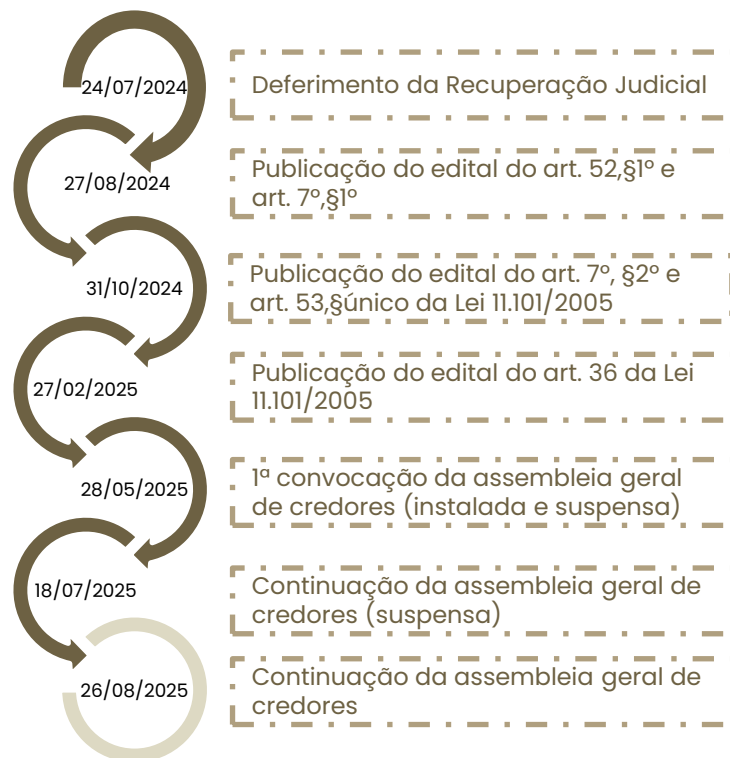 24/07/2024
Deferimento da Recuperação Judicial
27/08/2024
Publicação do edital do art. 52,§1º e
art. 7º,§1º
31/10/2024
Publicação do edital do art. 7º, §2º e
art. 53,§único da Lei 11.101/2005
27/02/2025
Publicação do edital do art. 36 da Lei
11.101/2005
28/05/2025
1ª convocação da assembleia geral
de credores (instalada e suspensa)
18/07/2025
Continuação da assembleia geral de
credores (suspensa)
26/08/2025
Continuação da assembleia geral de
credores